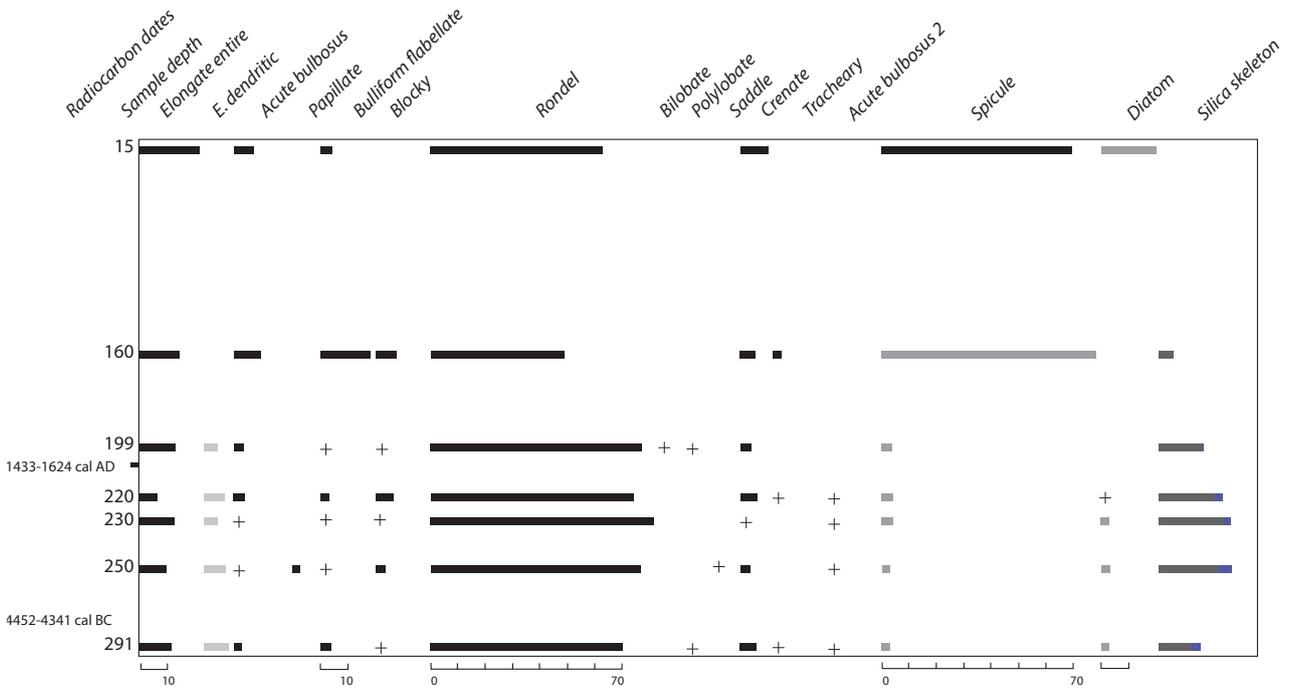 Radiocarbon dates
Sample depth
Elongate entire
E. dendritic
Acute bulbosus
Papillate
Bulliform flabellate
Blocky
Rondel
Bilobate
Polylobate
Saddle
Crenate
Tracheary
Acute bulbosus 2
Spicule
Diatom
Silica skeleton
15
160
199
1433-1624 cal AD
220
230
250
4452-4341 cal BC
291
10 10 0 70 0 70